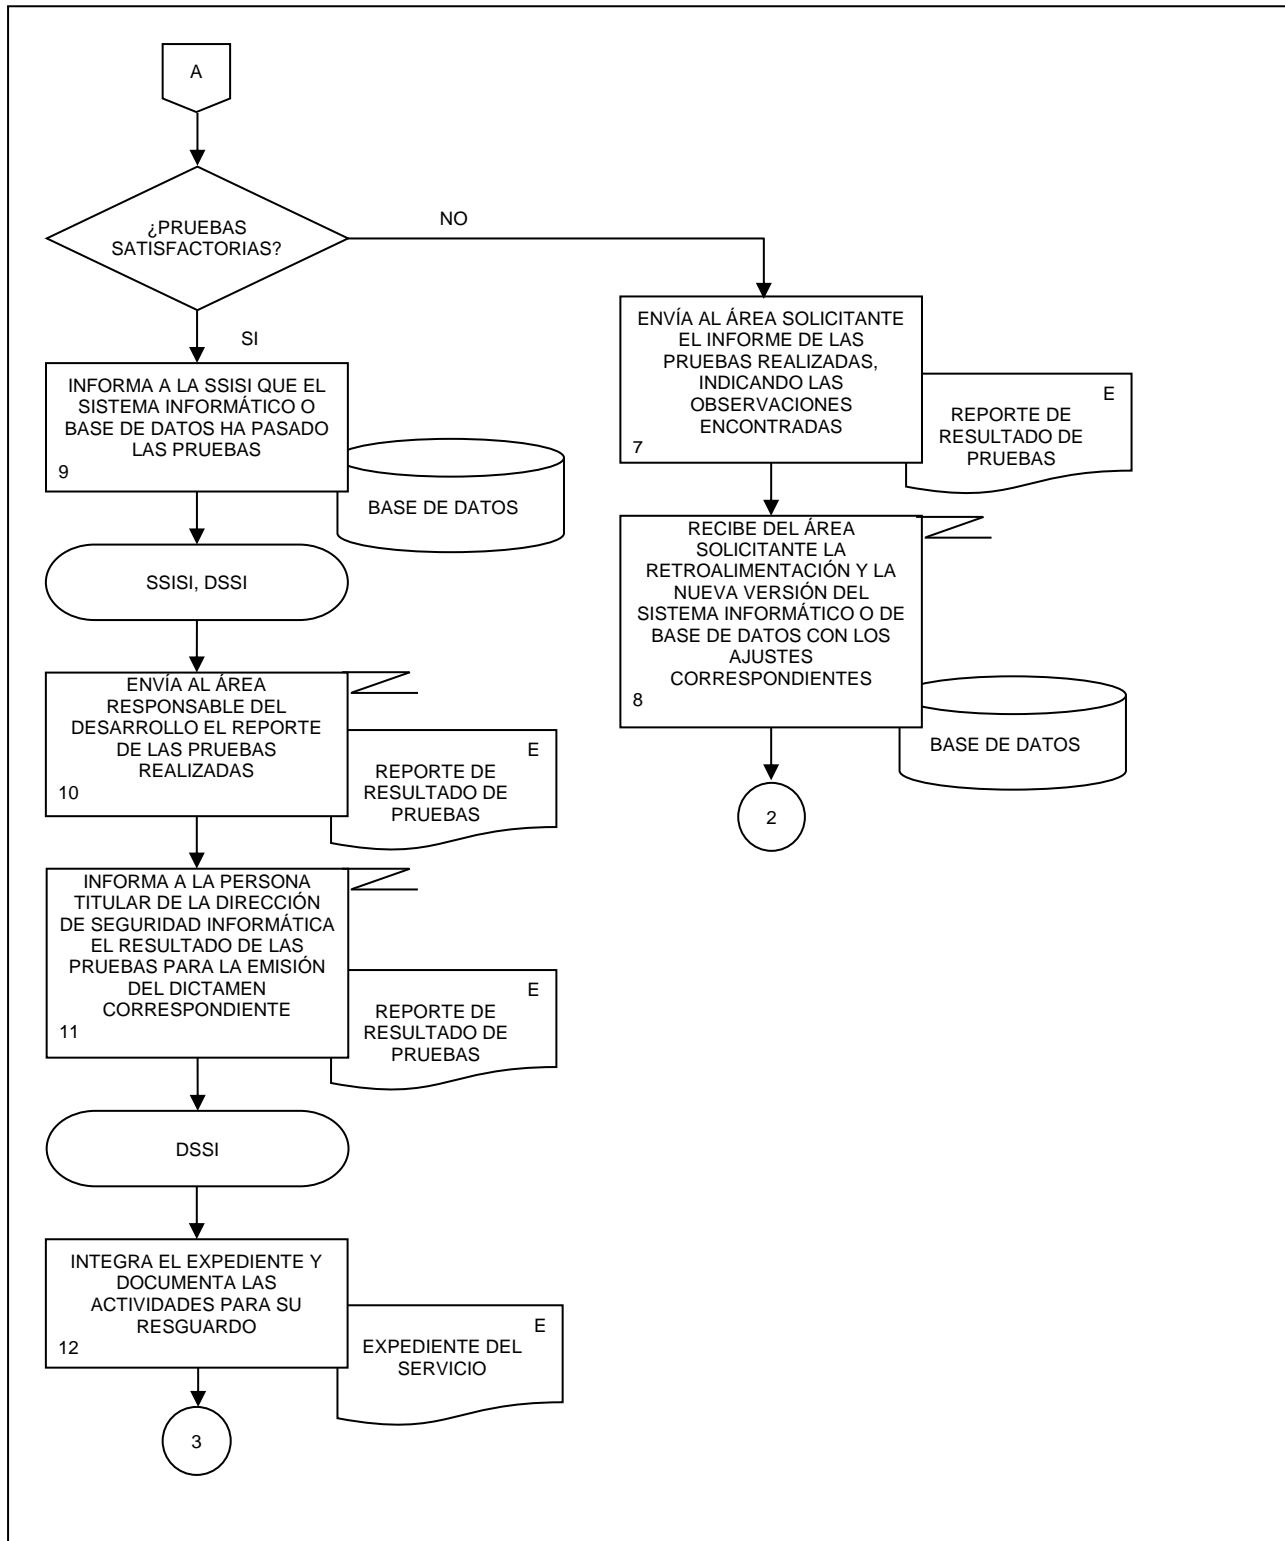 A
¿PRUEBAS
SATISFACTORIAS?
NO
SI
INFORMA A LA SSISI QUE EL
SISTEMA INFORMÁTICO O
BASE DE DATOS HA PASADO
LAS PRUEBAS
9
BASE DE DATOS
SSISI, DSSI
ENVÍA AL ÁREA
RESPONSABLE DEL
DESARROLLO EL REPORTE
DE LAS PRUEBAS
REALIZADAS
10
E
REPORTE DE
RESULTADO DE
PRUEBAS
INFORMA A LA PERSONA
TITULAR DE LA DIRECCIÓN
DE SEGURIDAD INFORMÁTICA
EL RESULTADO DE LAS
PRUEBAS PARA LA EMISIÓN
DEL DICTAMEN
CORRESPONDIENTE
11
E
REPORTE DE
RESULTADO DE
PRUEBAS
DSSI
INTEGRA EL EXPEDIENTE Y
DOCUMENTA LAS
ACTIVIDADES PARA SU
RESGUARDO
12
E
EXPEDIENTE DEL
SERVICIO
3
ENVÍA AL ÁREA SOLICITANTE
EL INFORME DE LAS
PRUEBAS REALIZADAS,
INDICANDO LAS
OBSERVACIONES
ENCONTRADAS
7
E
REPORTE DE
RESULTADO DE
PRUEBAS
RECIBE DEL ÁREA
SOLICITANTE LA
RETROALIMENTACIÓN Y LA
NUEVA VERSIÓN DEL
SISTEMA INFORMÁTICO O DE
BASE DE DATOS CON LOS
AJUSTES
CORRESPONDIENTES
8
BASE DE DATOS
2